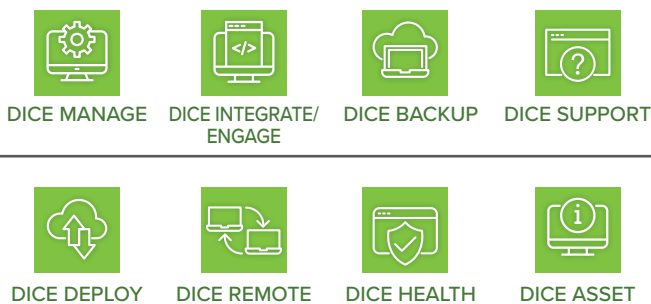 </>
DICE MANAGE
DICE INTEGRATE/
ENGAGE
DICE BACKUP
?
DICE SUPPORT
DICE DEPLOY
DICE REMOTE
DICE HEALTH
i
DICE ASSET